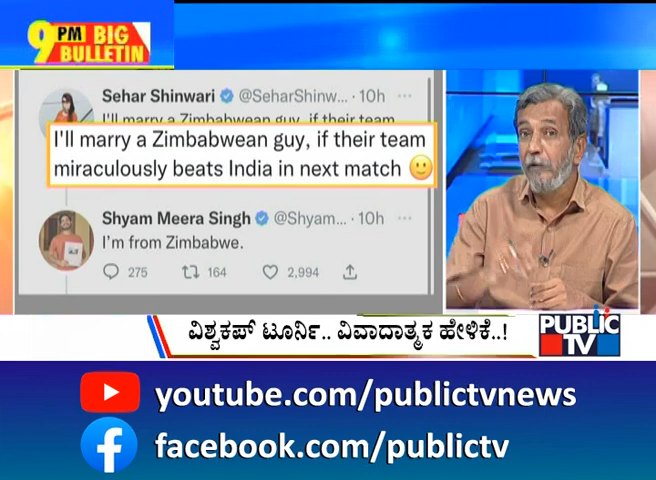 9 PM BIG
BULLETIN
Sehar Shinwari @SeharShinw... · 10h
I'll marry a Zimbabwean guy, if their team
I'll marry a Zimbabwean guy, if their team
miraculously beats India in next match 🙂
Shyam Meera Singh @Shyam... · 10h
I'm from Zimbabwe.
275 164 2,994
ವಿಶ್ವಕಪ್ ಟೂರ್ನಿ.. ವಿವಾದಾತ್ಮಕ ಹೇಳಿಕೆ..!
PUBLIC
TV
youtube.com/publictvnews
facebook.com/publictv